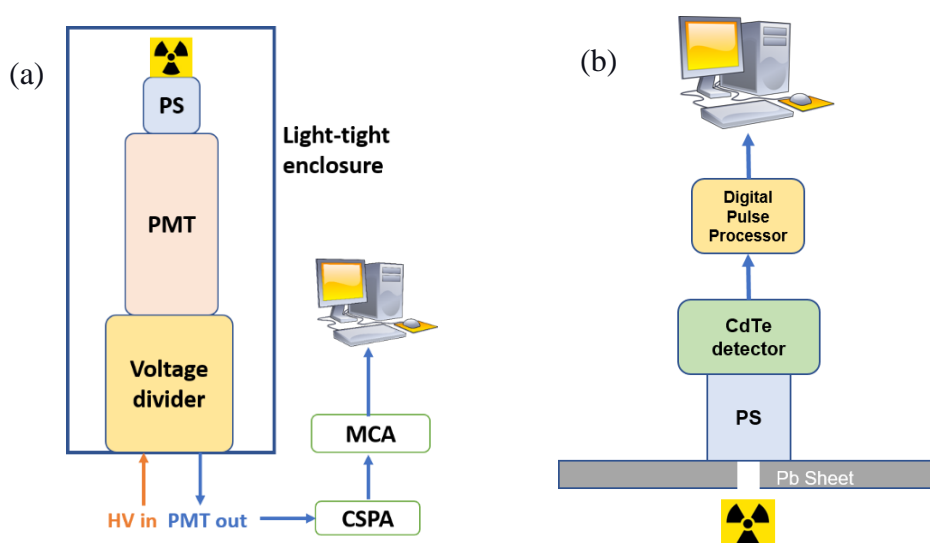 (a)
PS
Light-tight
enclosure
PMT
Voltage
divider
MCA
HV in PMT out
CSPA
(b)
Digital
Pulse
Processor
CdTe
detector
PS
Pb Sheet